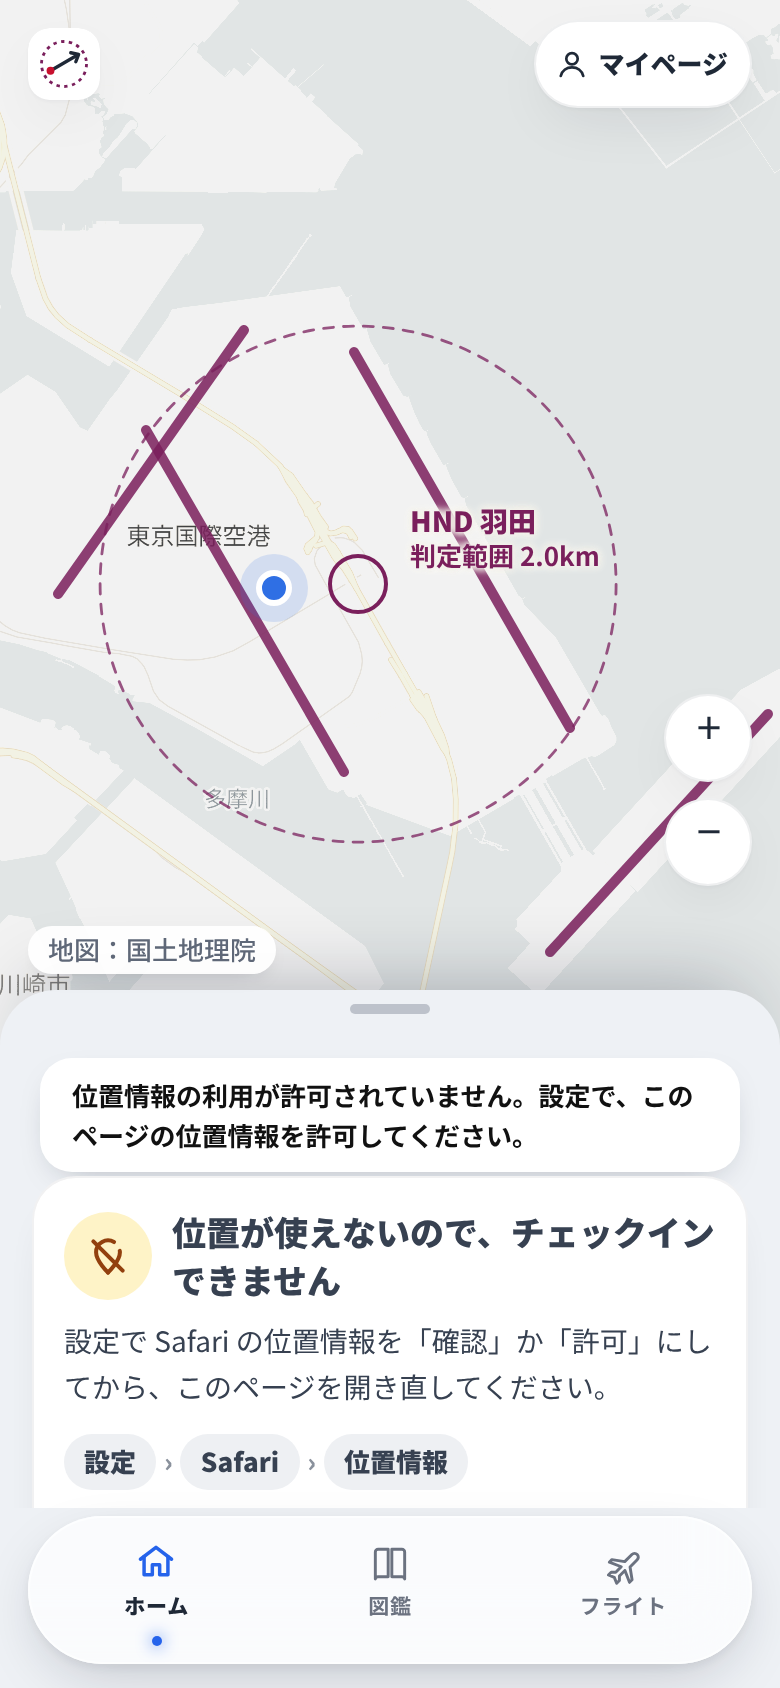 マイページ
HND 羽田
東京国際空港
判定範囲 2.0km
+
−
多摩川
地図：国土地理院
川崎市
位置情報の利用が許可されていません。設定で、この
ページの位置情報を許可してください。
位置が使えないので、チェックイン
できません
設定で Safari の位置情報を「確認」か「許可」にし
てから、このページを開き直してください。
設定 › Safari › 位置情報
ホーム 図鑑 フライト